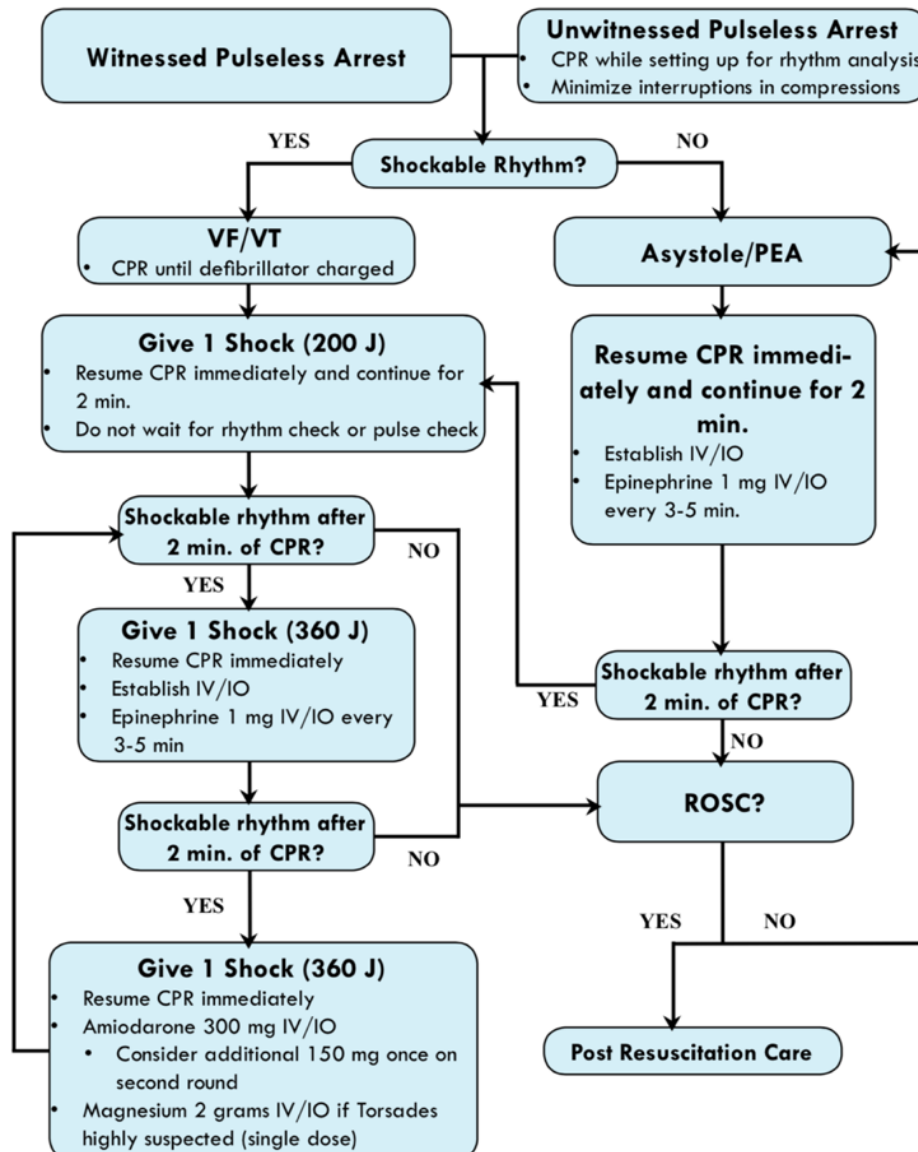 Witnessed Pulseless Arrest
Unwitnessed Pulseless Arrest
• CPR while setting up for rhythm analysis
• Minimize interruptions in compressions
YES
NO
Shockable Rhythm?
VF/VT
• CPR until defibrillator charged
Asystole/PEA
Give 1 Shock (200 J)
• Resume CPR immediately and continue for
2 min.
• Do not wait for rhythm check or pulse check
Resume CPR immedi-
ately and continue for 2
min.
• Establish IV/IO
• Epinephrine 1 mg IV/IO
every 3-5 min.
Shockable rhythm after
2 min. of CPR?
NO
YES
Give 1 Shock (360 J)
• Resume CPR immediately
• Establish IV/IO
• Epinephrine 1 mg IV/IO every
3-5 min
Shockable rhythm after
2 min. of CPR?
YES
NO
ROSC?
Shockable rhythm after
2 min. of CPR?
NO
YES
YES
NO
Give 1 Shock (360 J)
• Resume CPR immediately
• Amiodarone 300 mg IV/IO
• Consider additional 150 mg once on
second round
• Magnesium 2 grams IV/IO if Torsades
highly suspected (single dose)
Post Resuscitation Care